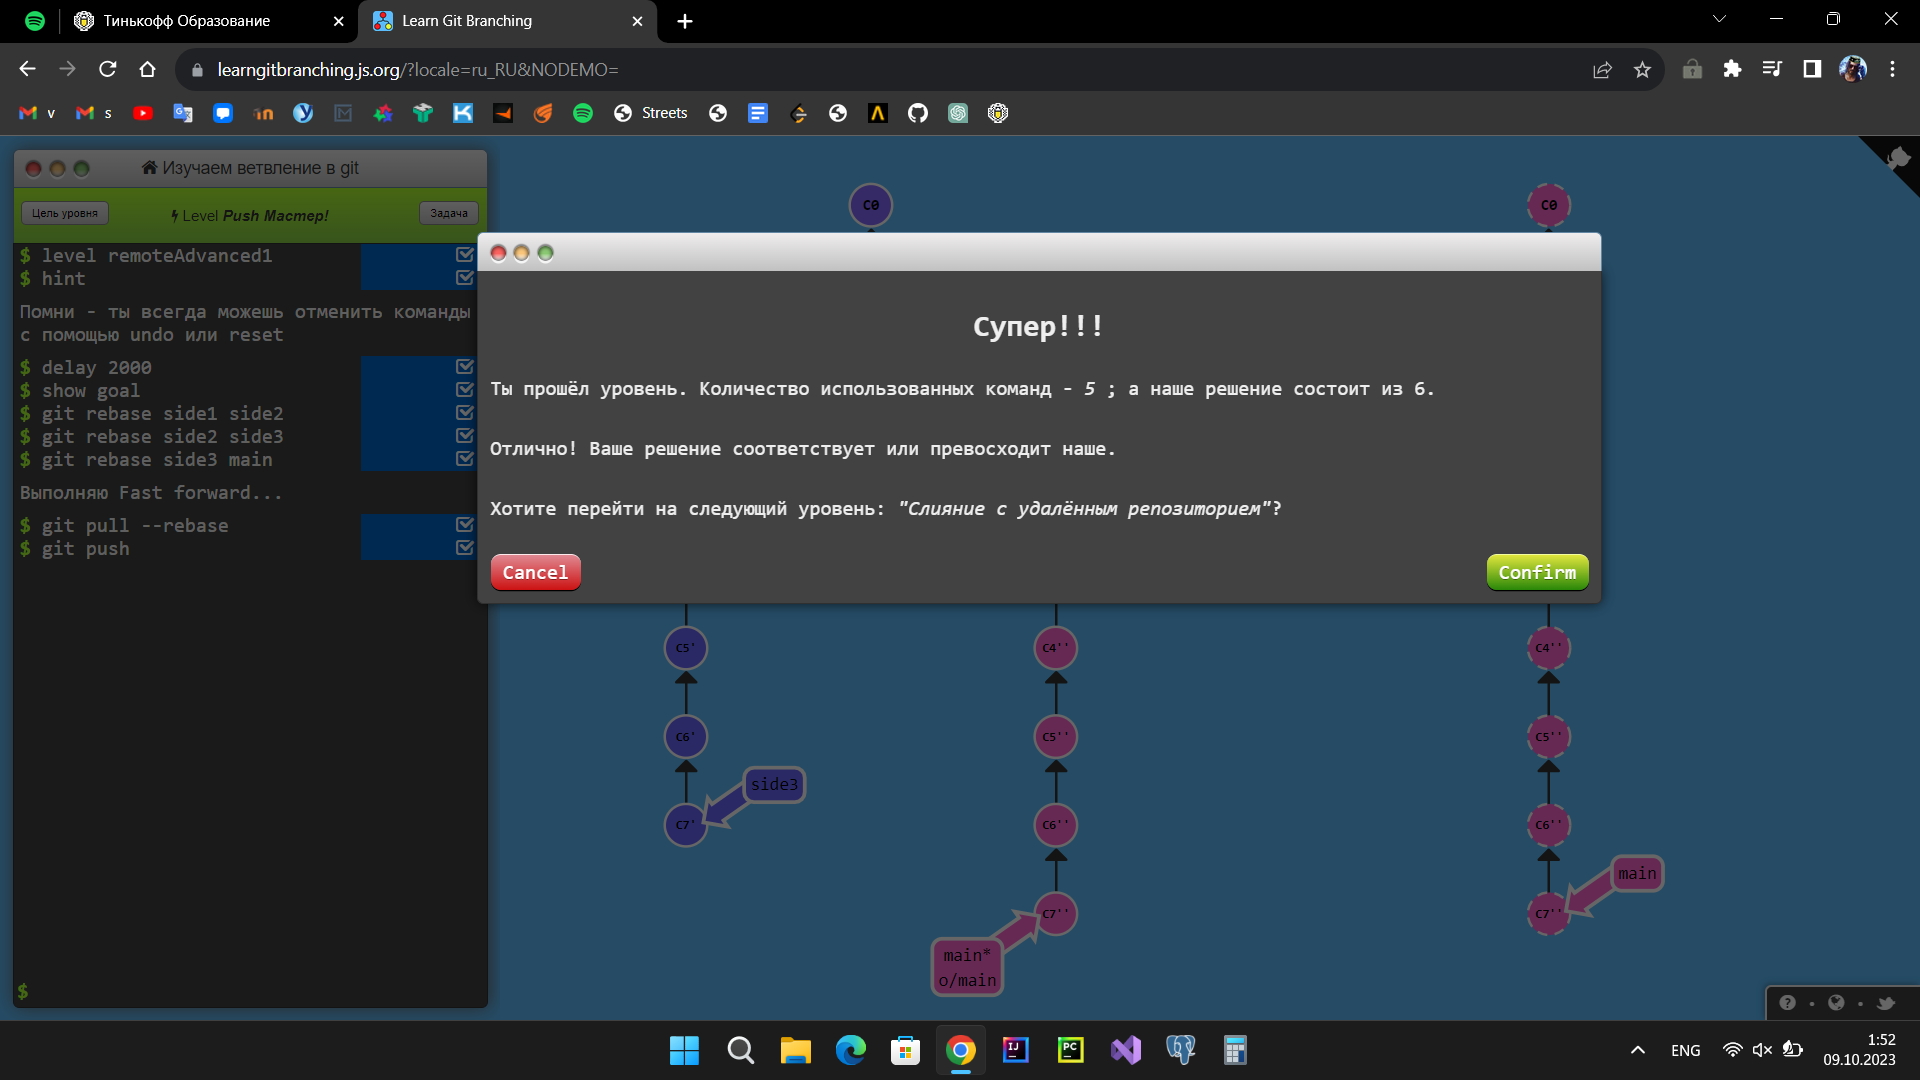 Тинькофф Образование
Learn Git Branching
learngitbranching.js.org/?locale=ru_RU&NODEMO=
v
s
Streets
Изучаем ветвление в git
Цель уровня
Level Push Мастер!
Задача
$ level remoteAdvanced1
$ hint
Помни - ты всегда можешь отменить команды
с помощью undo или reset
$ delay 2000
$ show goal
$ git rebase side1 side2
$ git rebase side2 side3
$ git rebase side3 main
Выполняю Fast forward...
$ git pull --rebase
$ git push
$
C0
C0
Супер!!!
Ты прошёл уровень. Количество использованных команд - 5 ; а наше решение состоит из 6.
Отлично! Ваше решение соответствует или превосходит наше.
Хотите перейти на следующий уровень: "Слияние с удалённым репозиторием"?
Cancel
Confirm
C5'
C4''
C4''
C6'
C5''
C5''
side3
C7'
C6''
C6''
main
C7''
C7''
main*
o/main
ENG
1:52
09.10.2023